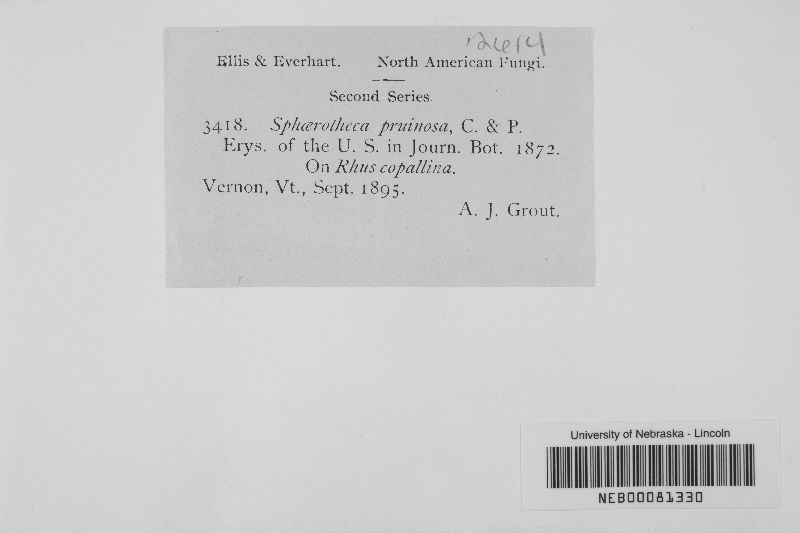 12614
Ellis & Everhart. North American Fungi.
Second Series.
3418. Sphærotheca pruinosa, C. & P.
Erys. of the U. S. in Journ. Bot. 1872.
On Rhus copallina.
Vernon, Vt., Sept. 1895.
A. J. Grout.
University of Nebraska - Lincoln
NEB00081330